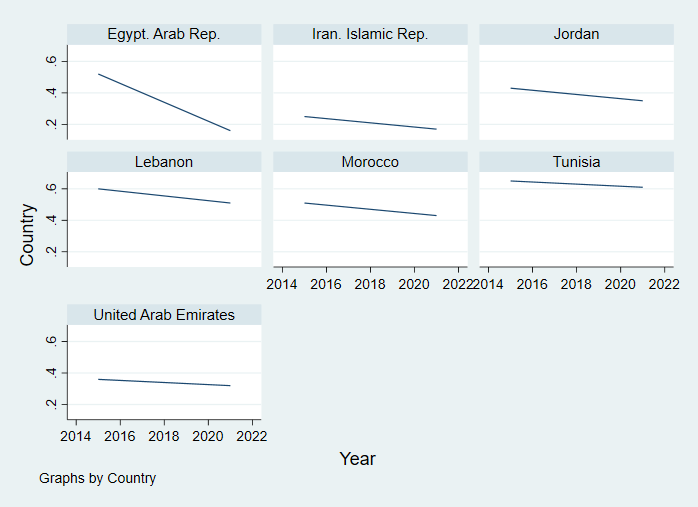 Egypt. Arab Rep. Iran. Islamic Rep. Jordan
.6
.4
.2
Lebanon Morocco Tunisia
.6
.4
.2
2014 2016 2018 2020 2022 2014 2016 2018 2020 2022
United Arab Emirates
.6
.4
.2
2014 2016 2018 2020 2022
Country
Year
Graphs by Country